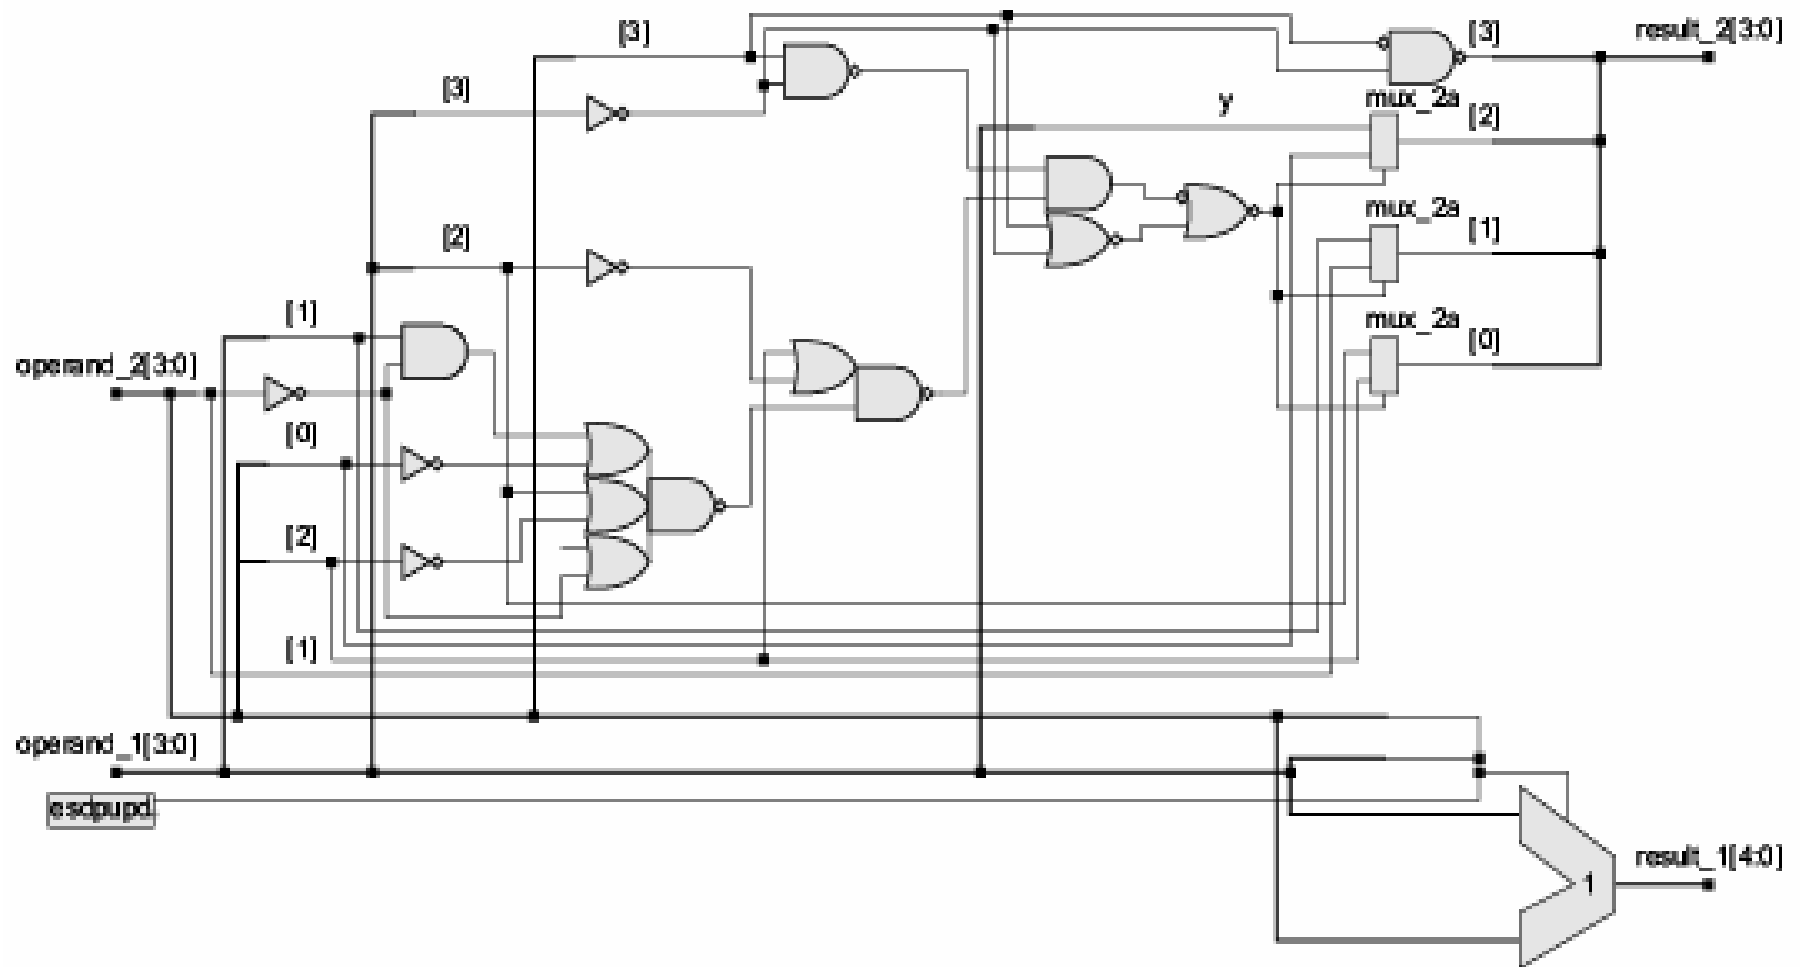 [3]
[3]
result_2[3:0]
[3]
mux_2a
y
[2]
[2]
mux_2a
[1]
[1]
mux_2a
[0]
operand_2[3:0]
[0]
[2]
[1]
operand_1[3:0]
esdpupd
result_1[4:0]
1